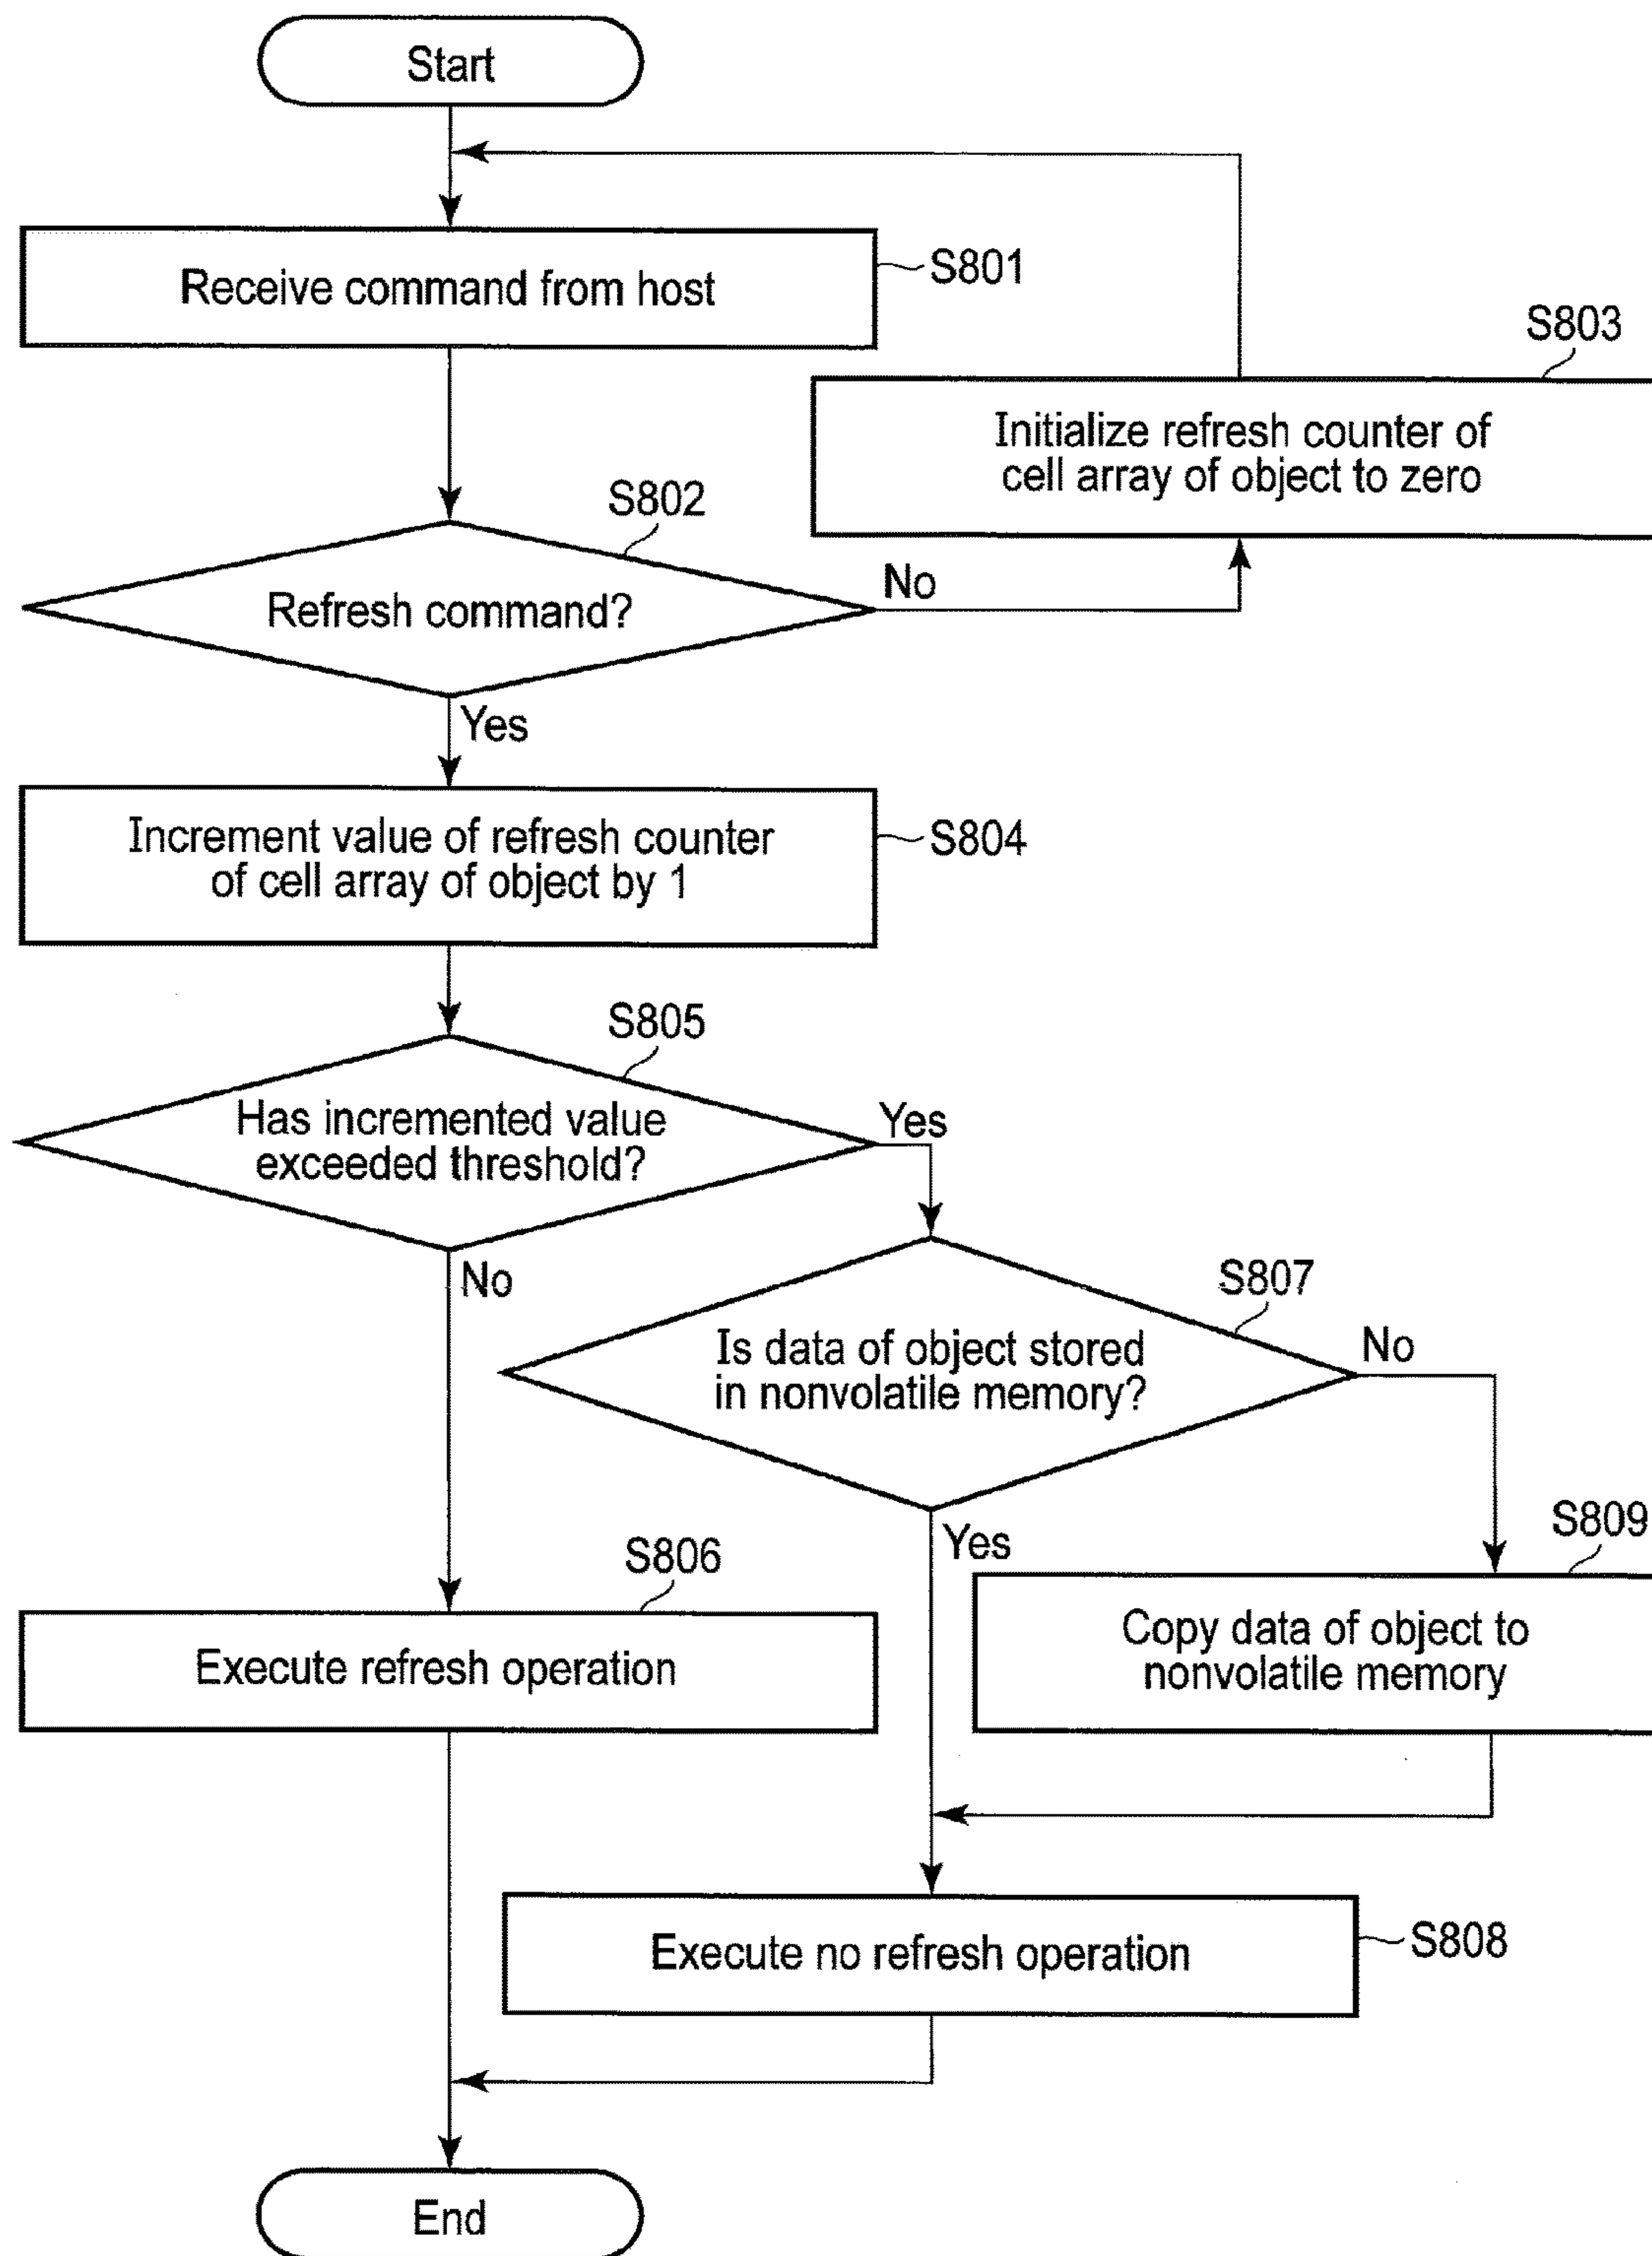 Start
Receive command from host
S801
S803
Initialize refresh counter of
cell array of object to zero
S802
Refresh command?
No
Yes
Increment value of refresh counter
of cell array of object by 1
S804
S805
Has incremented value
exceeded threshold?
Yes
No
S807
Is data of object stored
in nonvolatile memory?
No
Yes
S809
Copy data of object to
nonvolatile memory
S806
Execute refresh operation
Execute no refresh operation
S808
End